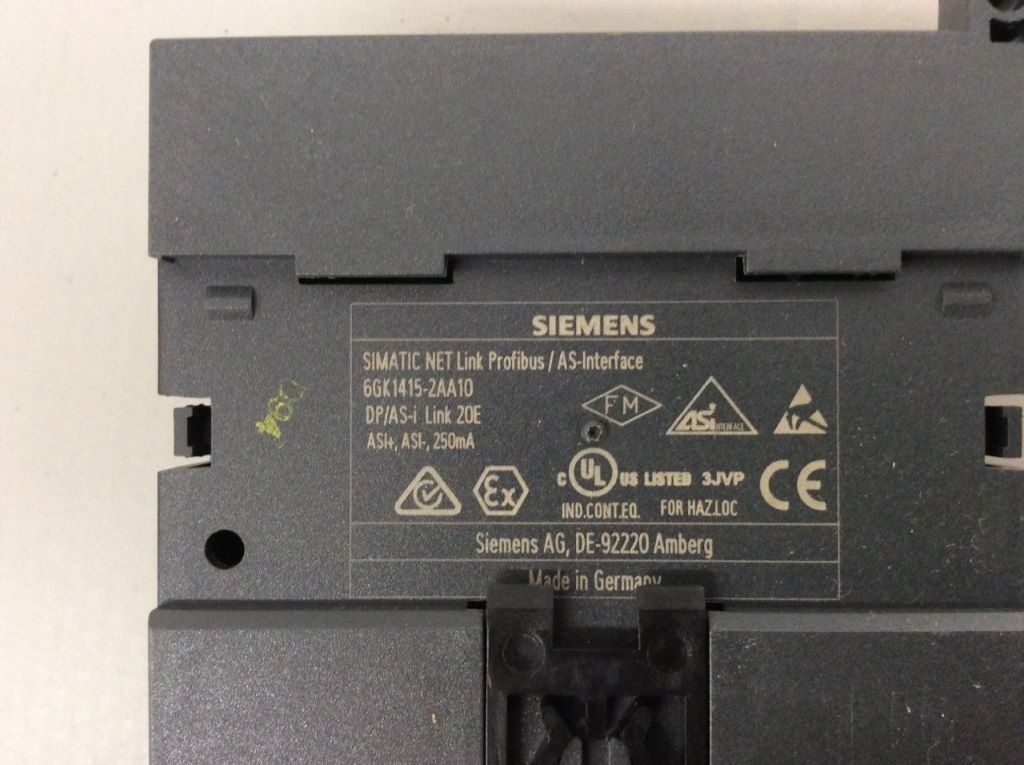 SIEMENS
SIMATIC NET Link Profibus / AS-Interface
6GK1415-2AA10
DP/AS-i Link 20E
ASI+, ASI-, 250mA
FM
ASi INTERFACE
Ex
C UL US LISTED 3JVP
IND.CONT.EQ. FOR HAZ.LOC
CE
Siemens AG, DE-92220 Amberg
Made in Germany